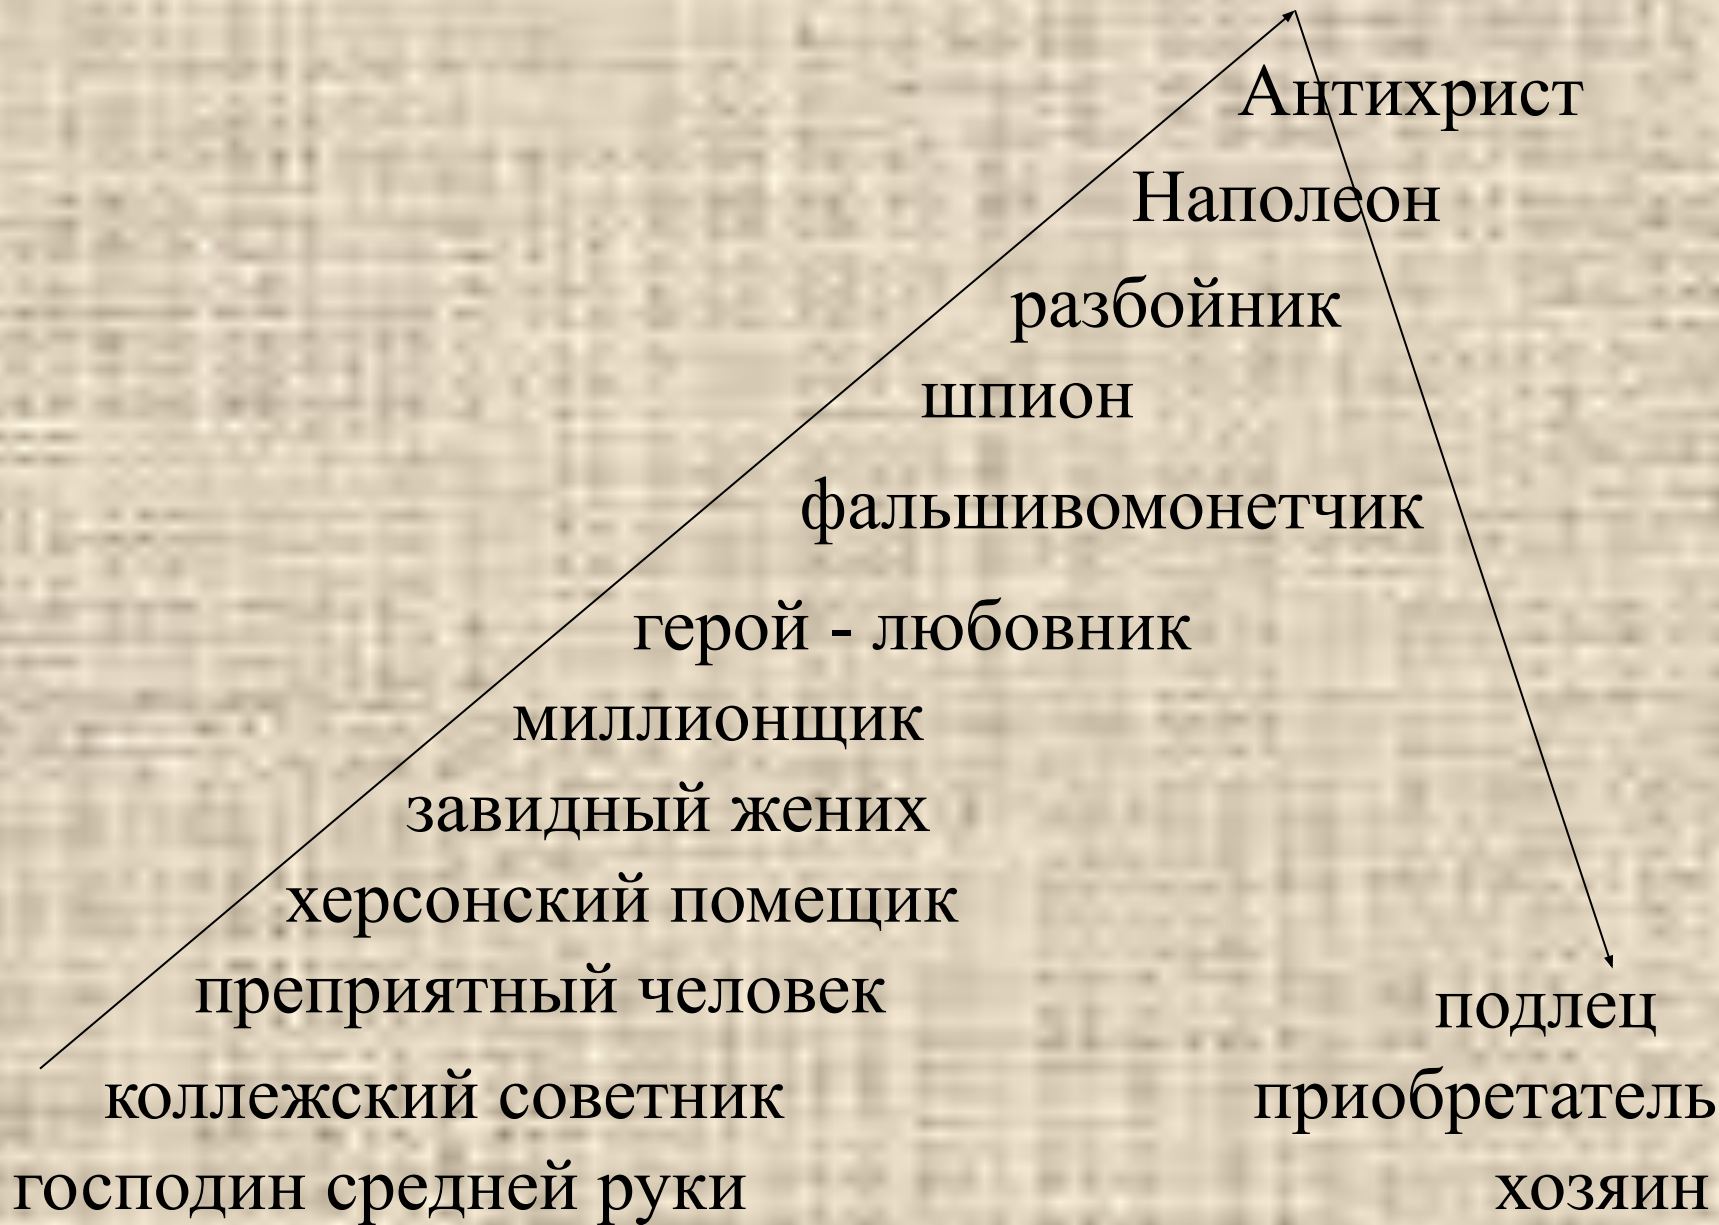 Антихрист
Наполеон
разбойник
шпион
фальшивомонетчик
герой - любовник
миллионщик
завидный жених
херсонский помещик
преприятный человек
подлец
коллежский советник
приобретатель
господин средней руки
хозяин